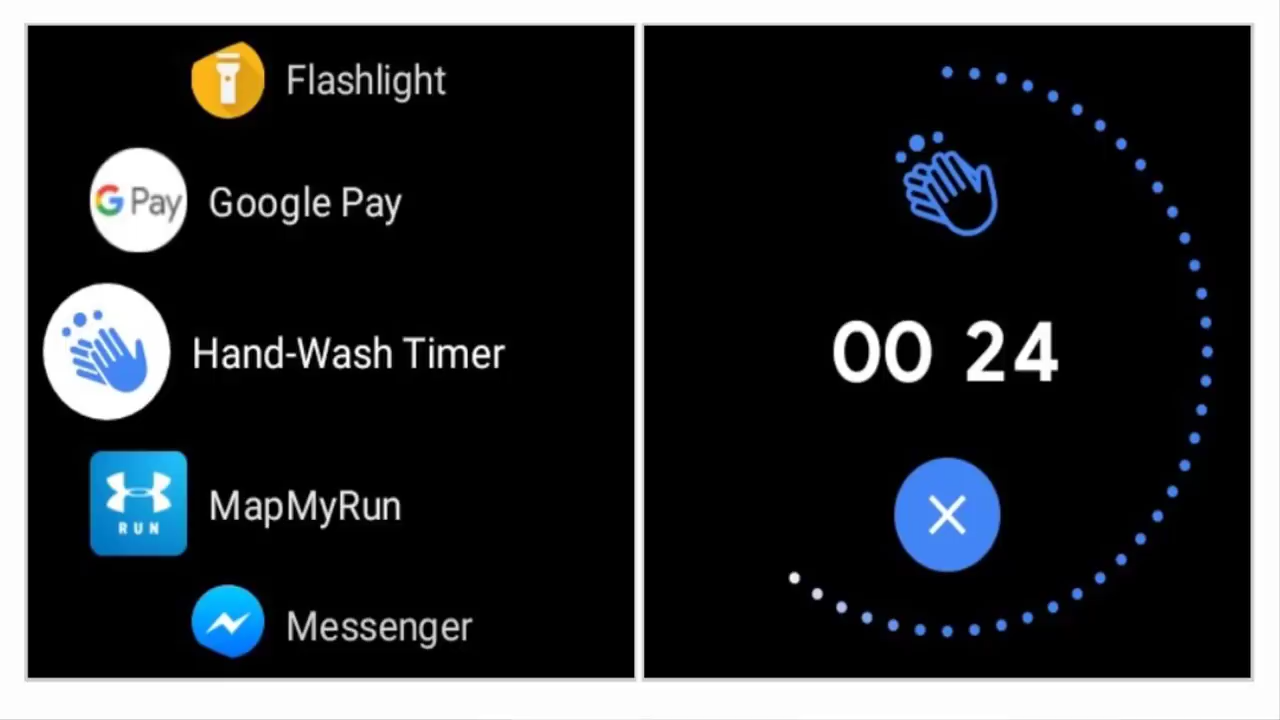 Flashlight
G Pay Google Pay
Hand-Wash Timer
RUN MapMyRun
Messenger
00 24